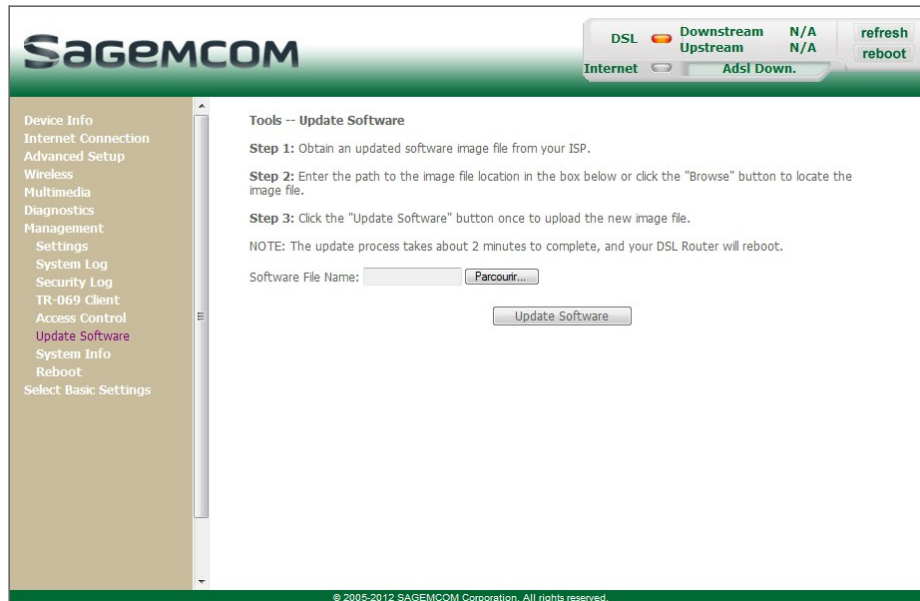 Sagemcom
DSL Downstream N/A
Upstream N/A
Internet Adsl Down.
refresh
reboot
Device Info
Internet Connection
Advanced Setup
Wireless
Multimedia
Diagnostics
Management
Settings
System Log
Security Log
TR-069 Client
Access Control
Update Software
System Info
Reboot
Select Basic Settings
Tools -- Update Software
Step 1: Obtain an updated software image file from your ISP.
Step 2: Enter the path to the image file location in the box below or click the "Browse" button to locate the
image file.
Step 3: Click the "Update Software" button once to upload the new image file.
NOTE: The update process takes about 2 minutes to complete, and your DSL Router will reboot.
Software File Name: Parcourir...
Update Software
© 2005-2012 SAGEMCOM Corporation. All rights reserved.